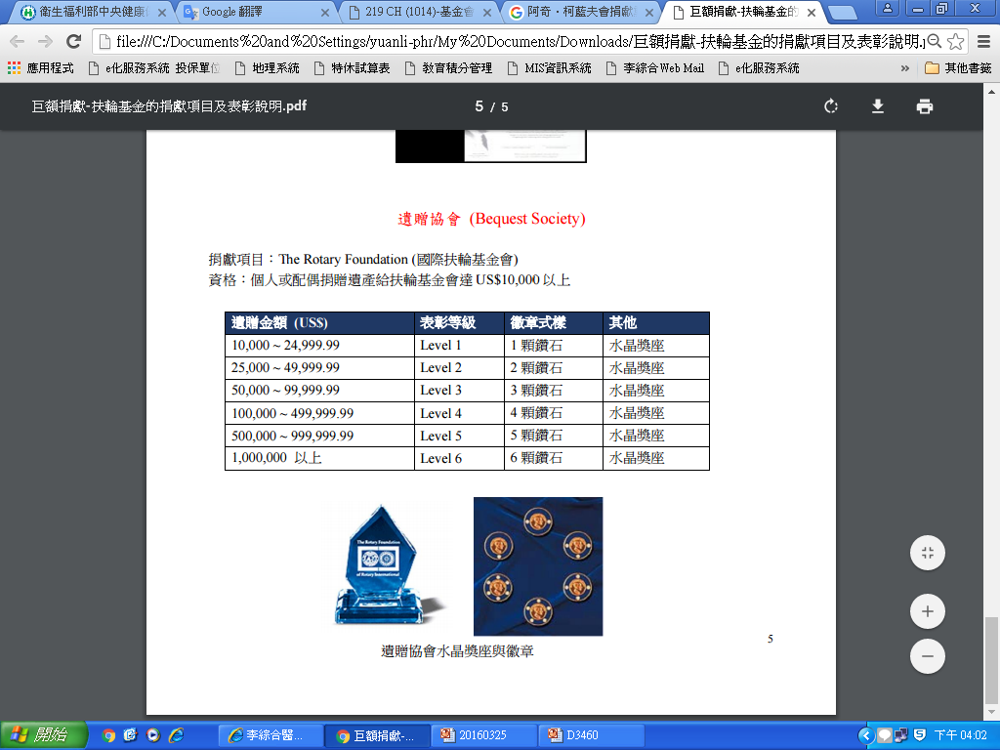 衛生福利部中央健康
Google 翻譯
219 CH (1014)-基金會
阿奇‧柯藍夫會捐獻
巨額捐獻-扶輪基金的
file:///C:/Documents%20and%20Settings/yuanli-phr/My%20Documents/Downloads/巨額捐獻-扶輪基金的捐獻項目及表彰說明.
應用程式
e化服務系統 投保單位
地理系統
特休試算表
教育積分管理
MIS資訊系統
李綜合Web Mail
e化服務系統
»
其他書籤
巨額捐獻-扶輪基金的捐獻項目及表彰說明.pdf
5 / 5
遺贈協會 (Bequest Society)
捐獻項目：The Rotary Foundation (國際扶輪基金會)
資格：個人或配偶捐贈遺產給扶輪基金會達 US$10,000 以上
遺贈金額 (US$) 表彰等級 徽章式樣 其他
10,000 ~ 24,999.99 Level 1 1 顆鑽石 水晶獎座
25,000 ~ 49,999.99 Level 2 2 顆鑽石 水晶獎座
50,000 ~ 99,999.99 Level 3 3 顆鑽石 水晶獎座
100,000 ~ 499,999.99 Level 4 4 顆鑽石 水晶獎座
500,000 ~ 999,999.99 Level 5 5 顆鑽石 水晶獎座
1,000,000 以上 Level 6 6 顆鑽石 水晶獎座
The Rotary Foundation
of Rotary International
遺贈協會水晶獎座與徽章
5
開始
李綜合醫...
巨額捐獻-...
20160325
D3460
下午 04:02